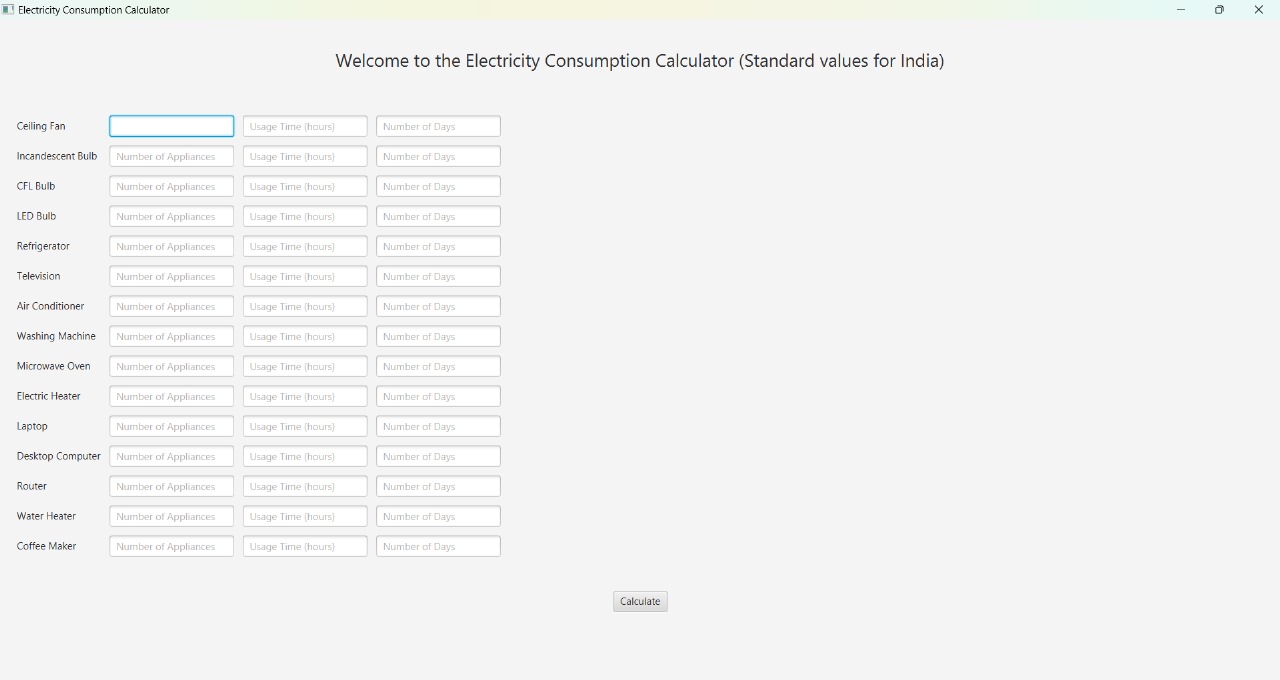 Electricity Consumption Calculator
Welcome to the Electricity Consumption Calculator (Standard values for India)
Ceiling Fan Usage Time (hours) Number of Days
Incandescent Bulb Number of Appliances Usage Time (hours) Number of Days
CFL Bulb Number of Appliances Usage Time (hours) Number of Days
LED Bulb Number of Appliances Usage Time (hours) Number of Days
Refrigerator Number of Appliances Usage Time (hours) Number of Days
Television Number of Appliances Usage Time (hours) Number of Days
Air Conditioner Number of Appliances Usage Time (hours) Number of Days
Washing Machine Number of Appliances Usage Time (hours) Number of Days
Microwave Oven Number of Appliances Usage Time (hours) Number of Days
Electric Heater Number of Appliances Usage Time (hours) Number of Days
Laptop Number of Appliances Usage Time (hours) Number of Days
Desktop Computer Number of Appliances Usage Time (hours) Number of Days
Router Number of Appliances Usage Time (hours) Number of Days
Water Heater Number of Appliances Usage Time (hours) Number of Days
Coffee Maker Number of Appliances Usage Time (hours) Number of Days
Calculate